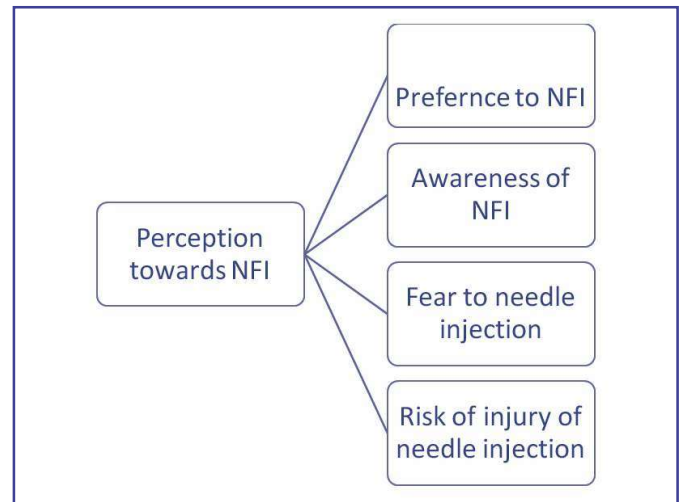 Prefernce to NFI
Awareness of
NFI
Perception
towards NFI
Fear to needle
injection
Risk of injury of
needle injection